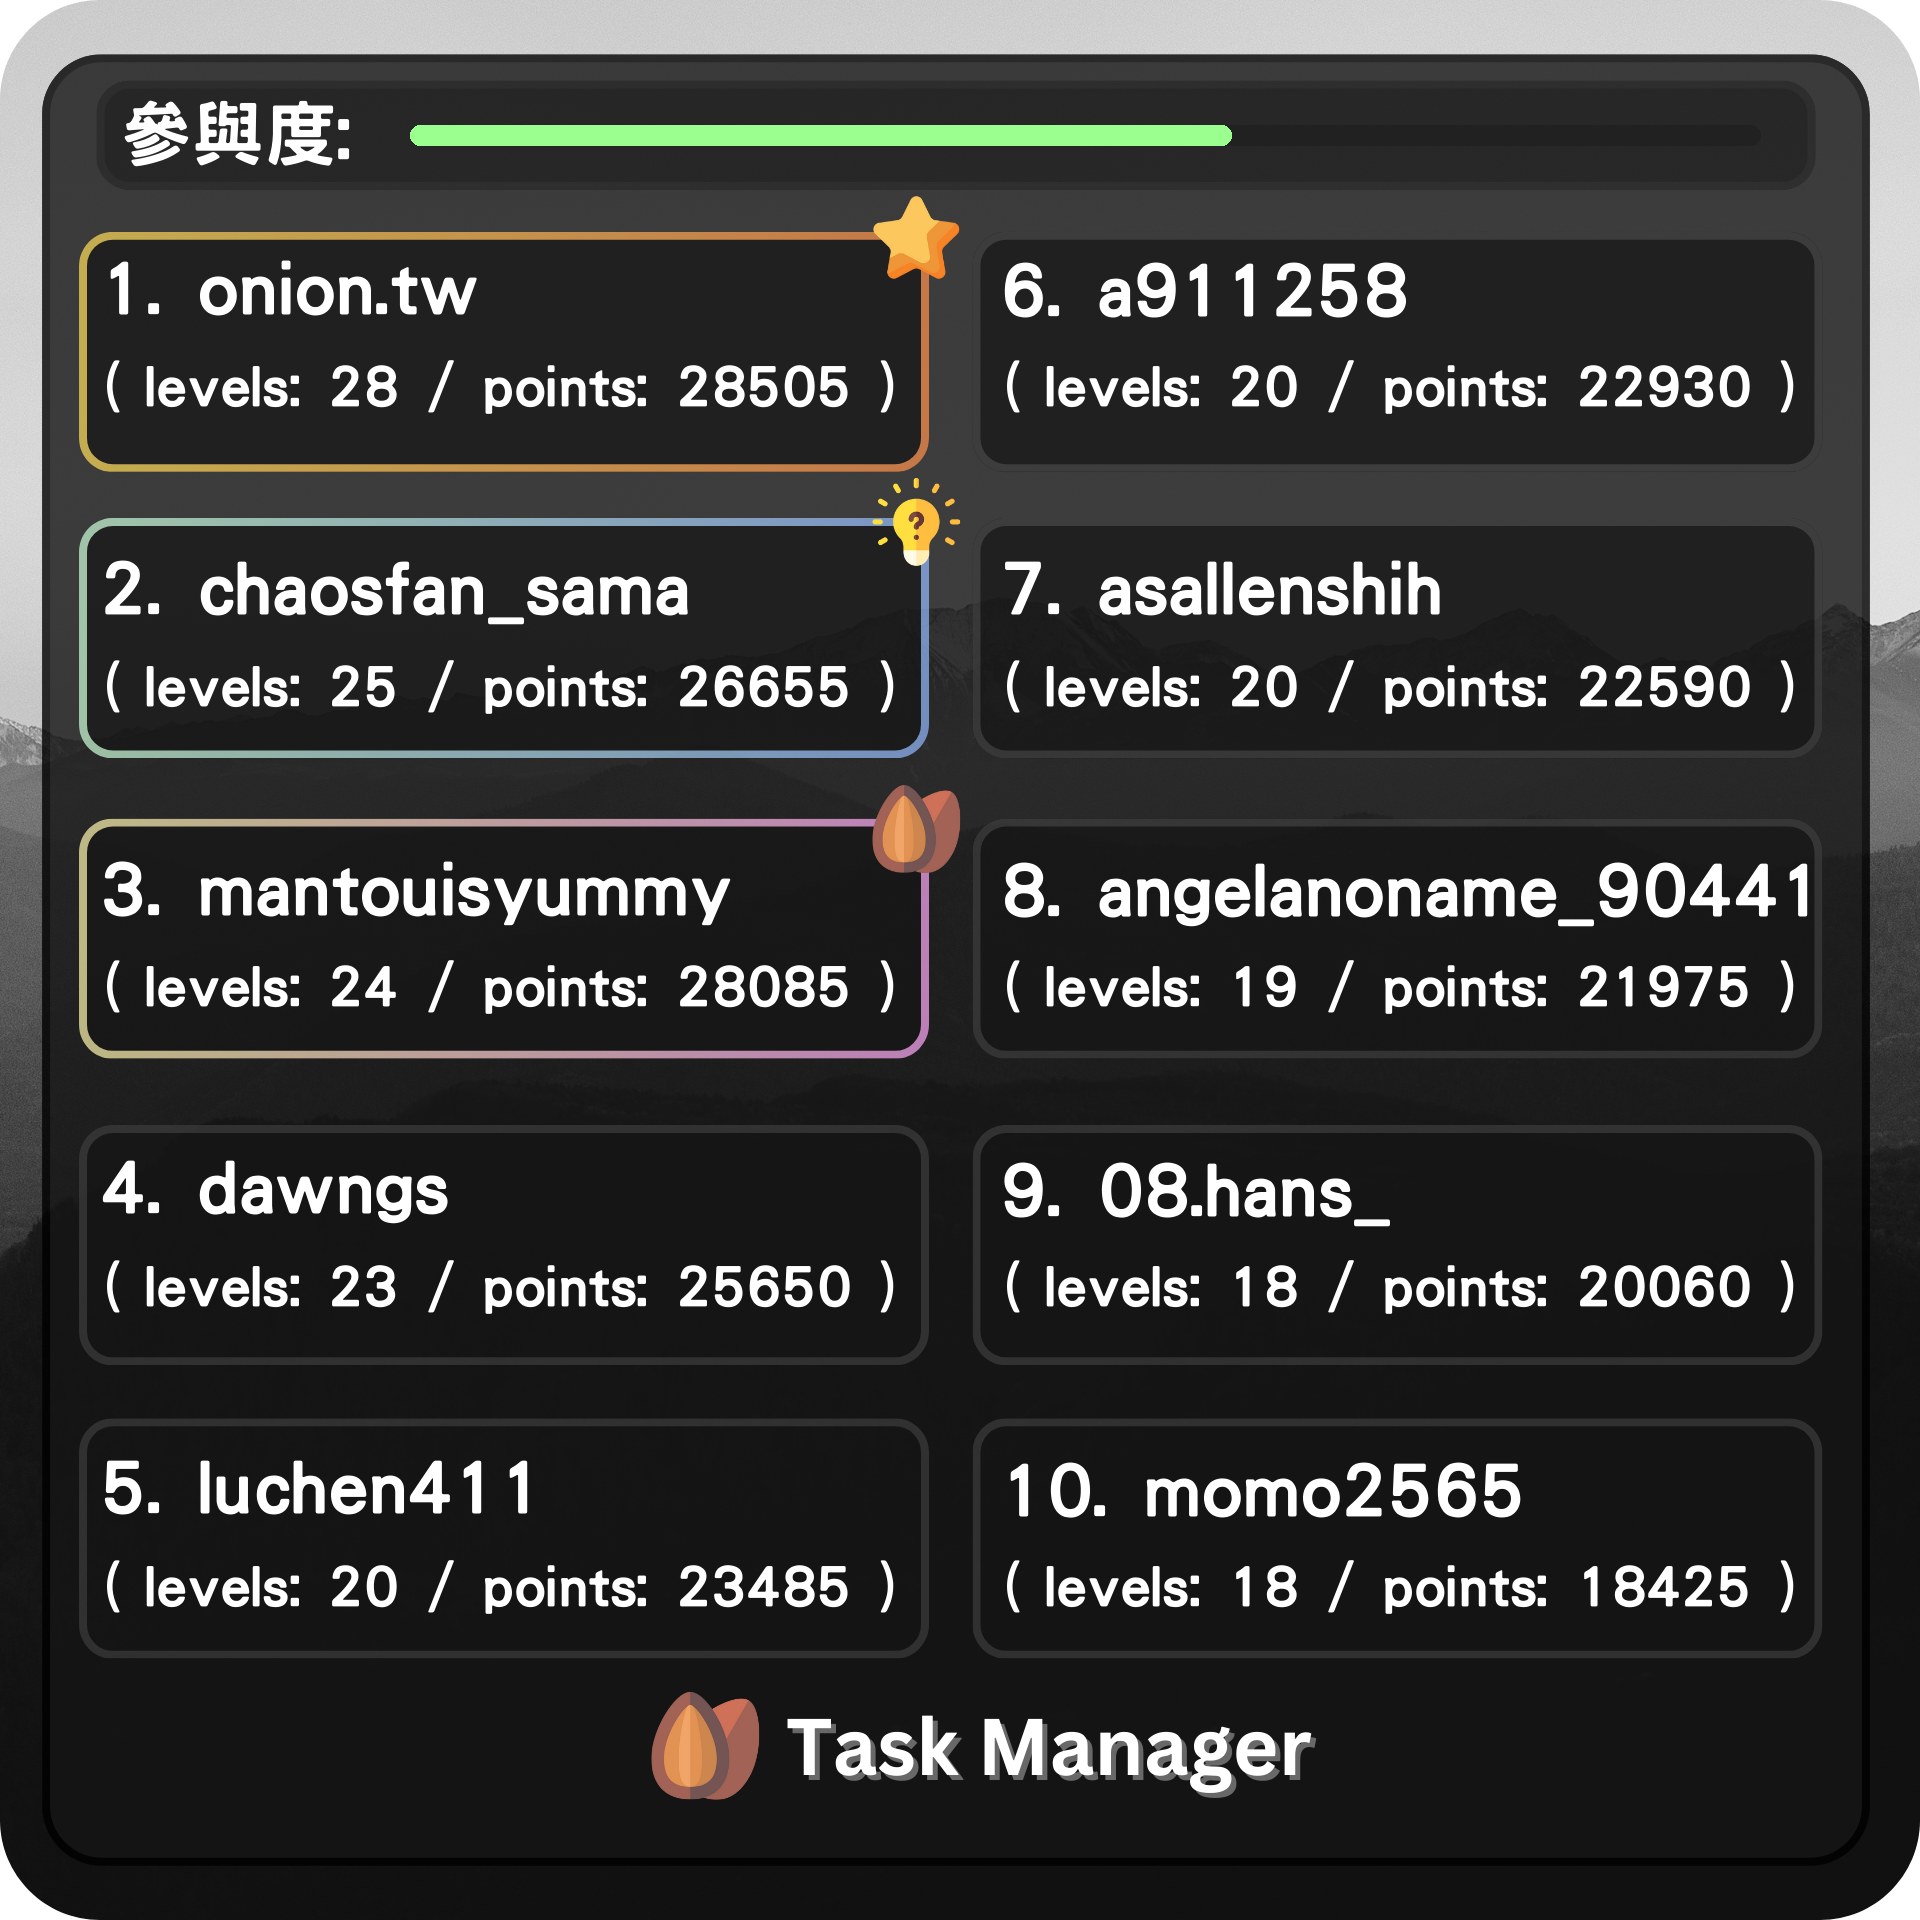 參與度:
1. onion.tw
( levels: 28 / points: 28505 )
2. chaosfan_sama
( levels: 25 / points: 26655 )
3. mantouisyummy
( levels: 24 / points: 28085 )
4. dawngs
( levels: 23 / points: 25650 )
5. luchen411
( levels: 20 / points: 23485 )
6. a911258
( levels: 20 / points: 22930 )
7. asallenshih
( levels: 20 / points: 22590 )
8. angelanoname_90441
( levels: 19 / points: 21975 )
9. 08.hans_
( levels: 18 / points: 20060 )
10. momo2565
( levels: 18 / points: 18425 )
Task Manager